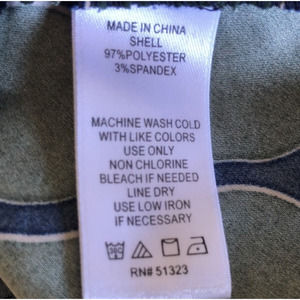 MADE IN CHINA
SHELL
97%POLYESTER
3%SPANDEX
MACHINE WASH COLD
WITH LIKE COLORS
USE ONLY
NON CHLORINE
BLEACH IF NEEDED
LINE DRY
USE LOW IRON
IF NECESSARY
RN# 51323